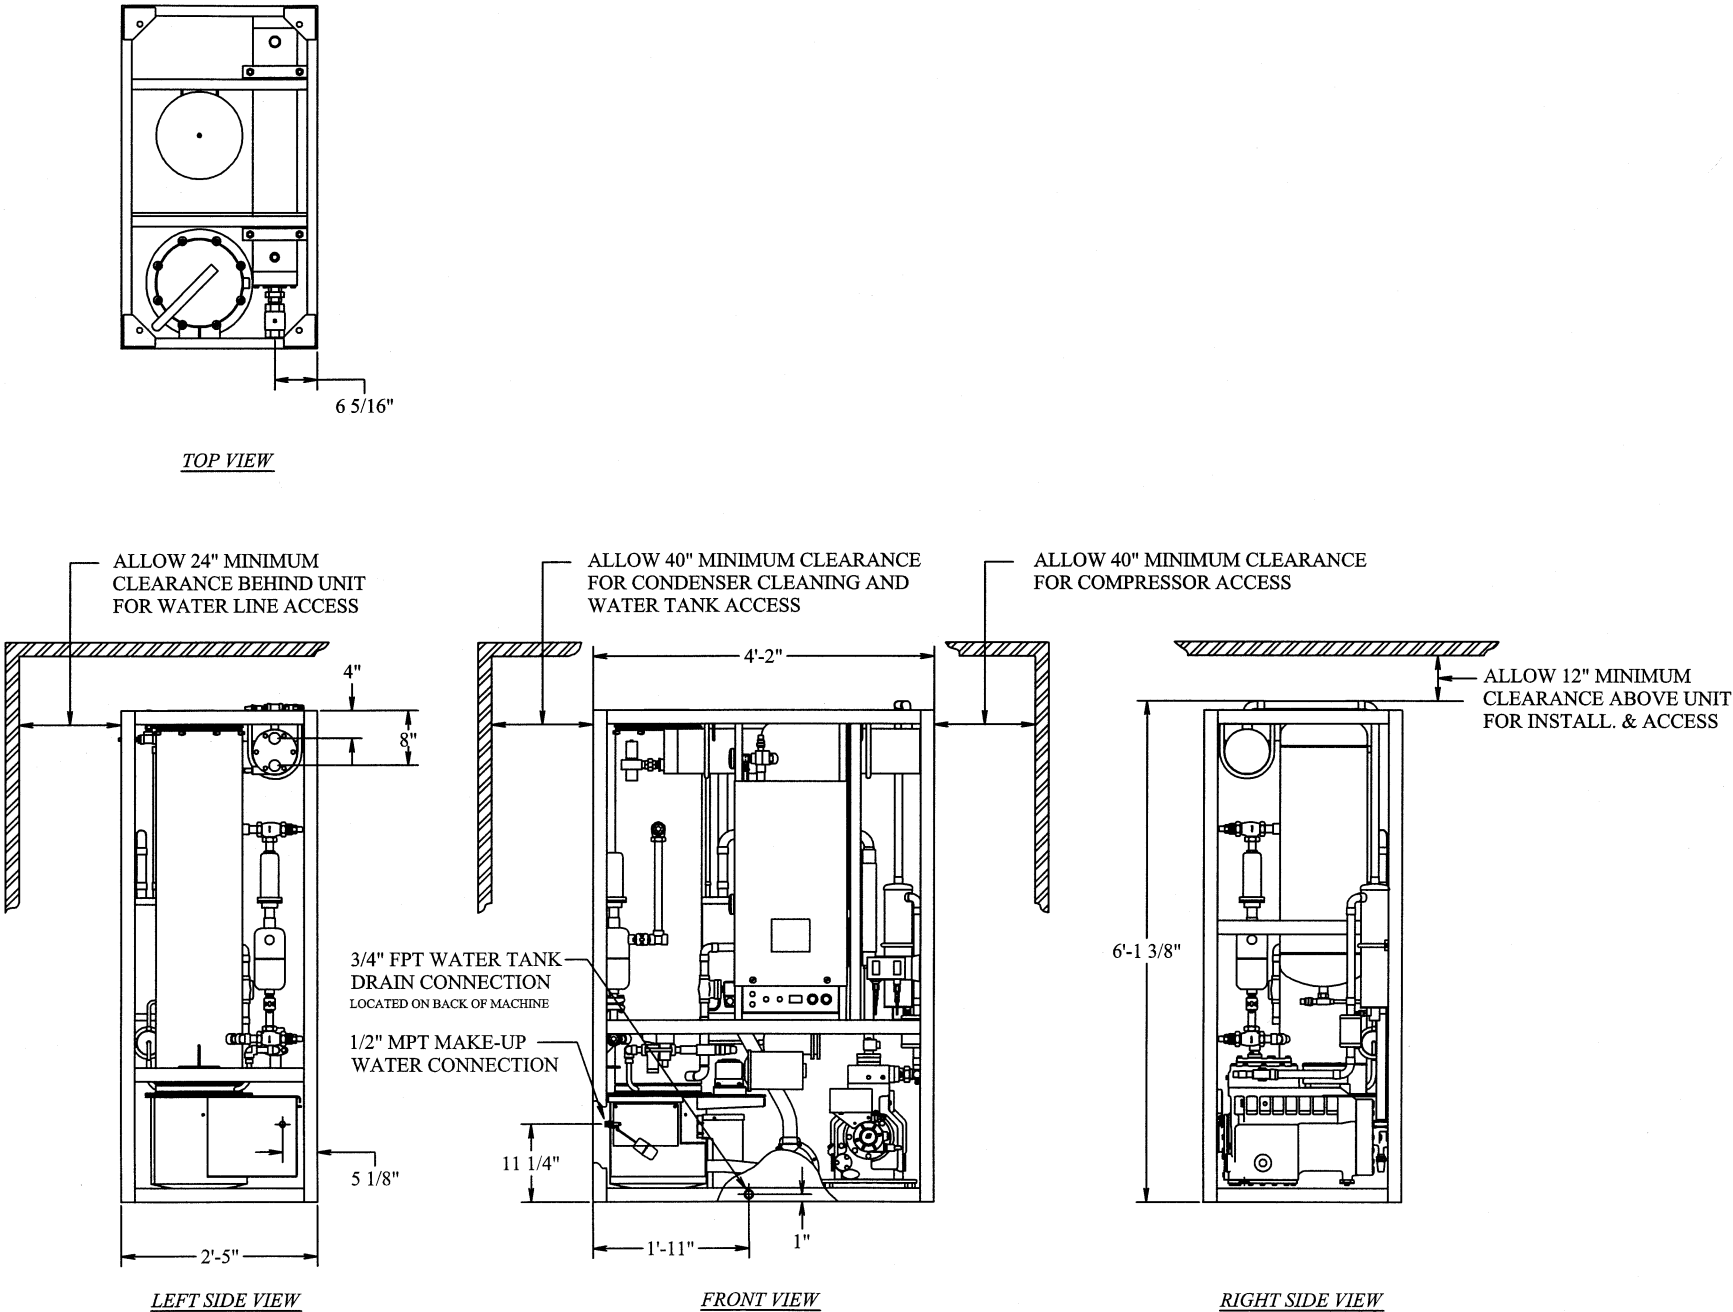 6 5/16"
TOP VIEW
ALLOW 24" MINIMUM
CLEARANCE BEHIND UNIT
FOR WATER LINE ACCESS
4"
8"
5 1/8"
2'-5"
LEFT SIDE VIEW
ALLOW 40" MINIMUM CLEARANCE
FOR CONDENSER CLEANING AND
WATER TANK ACCESS
ALLOW 40" MINIMUM CLEARANCE
FOR COMPRESSOR ACCESS
4'-2"
3/4" FPT WATER TANK
DRAIN CONNECTION
LOCATED ON BACK OF MACHINE
1/2" MPT MAKE-UP
WATER CONNECTION
11 1/4"
1'-11"
1"
FRONT VIEW
ALLOW 12" MINIMUM
CLEARANCE ABOVE UNIT
FOR INSTALL. & ACCESS
6'-1 3/8"
RIGHT SIDE VIEW